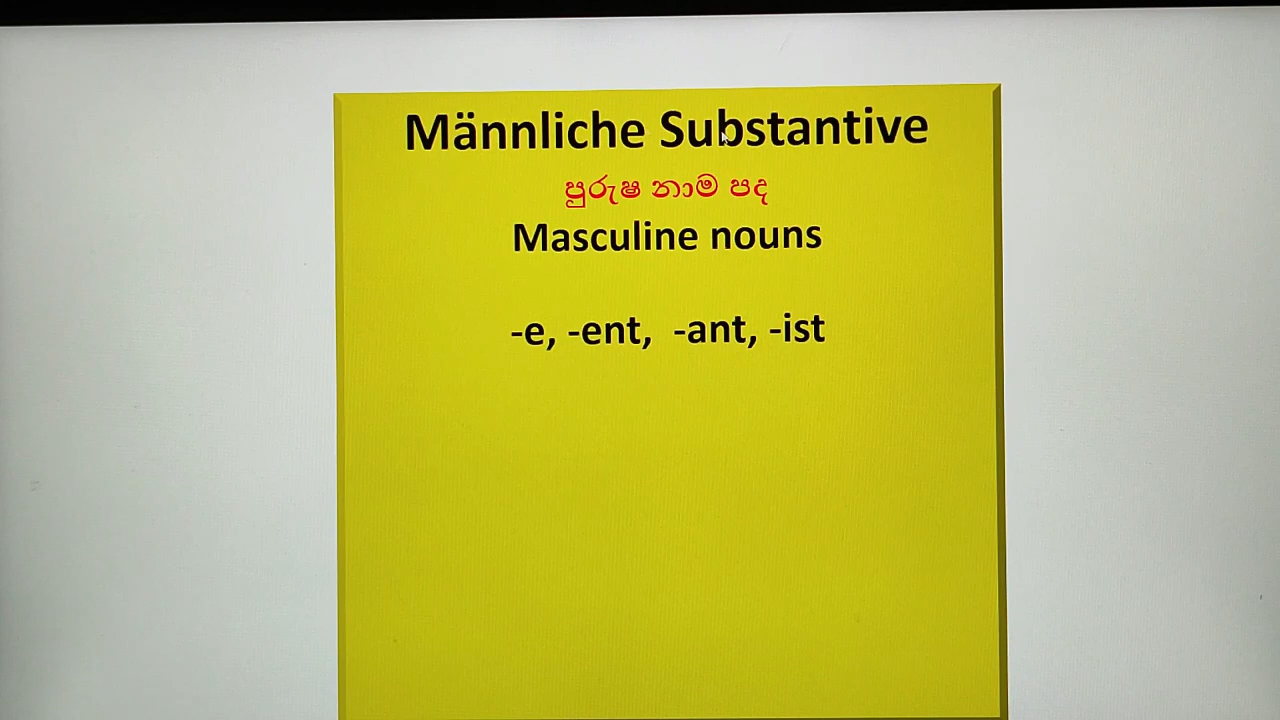 Männliche Substantive
පුරුෂ නාම පද
Masculine nouns
-e, -ent, -ant, -ist